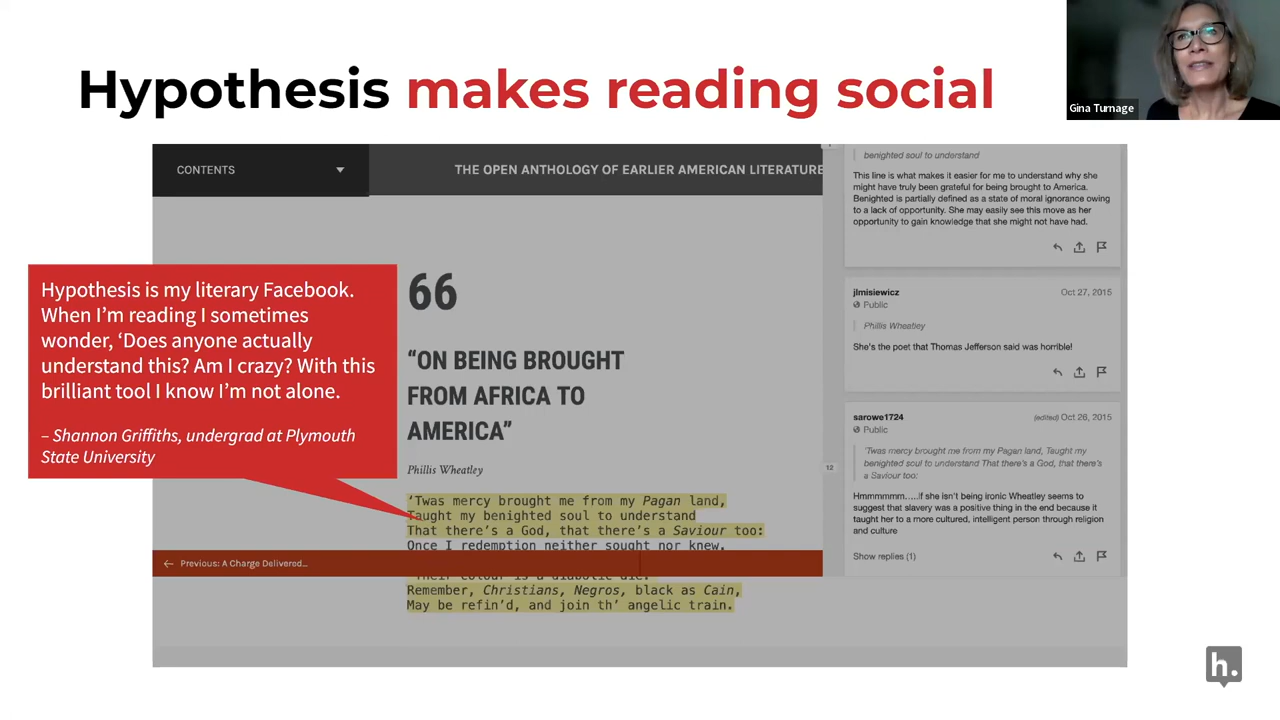 Hypothesis makes reading social
Gina Turnage
CONTENTS
THE OPEN ANTHOLOGY OF EARLIER AMERICAN LITERATURE
Hypothesis is my literary Facebook.
When I’m reading I sometimes
wonder, ‘Does anyone actually
understand this? Am I crazy? With this
brilliant tool I know I’m not alone.
– Shannon Griffiths, undergrad at Plymouth
State University
66
“ON BEING BROUGHT
FROM AFRICA TO
AMERICA”
Phillis Wheatley
‘Twas mercy brought me from my Pagan land,
Taught my benighted soul to understand
That there’s a God, that there’s a Saviour too:
Once I redemption neither sought nor knew.
← Previous: A Charge Delivered...
“Their colour is a diabolic die.”
Remember, Christians, Negros, black as Cain,
May be refin’d, and join th’ angelic train.
benighted soul to understand
This line is what makes it easier for me to understand why she
might have truly been grateful for being brought to America.
Benighted is partially defined as a state of moral ignorance owing
to a lack of opportunity. She may easily see this move as her
opportunity to gain knowledge that she might not have had.
jlmisiewicz Oct 27, 2015
Public
Phillis Wheatley
She's the poet that Thomas Jefferson said was horrible!
12
sarowe1724 (edited) Oct 26, 2015
Public
'Twas mercy brought me from my Pagan land, Taught my
benighted soul to understand That there's a God, that there's
a Saviour too:
Hmmmmmm.....if she isn't being ironic Wheatley seems to
suggest that slavery was a positive thing in the end because it
taught her to a more cultured, intelligent person through religion
and culture
Show replies (1)
h.